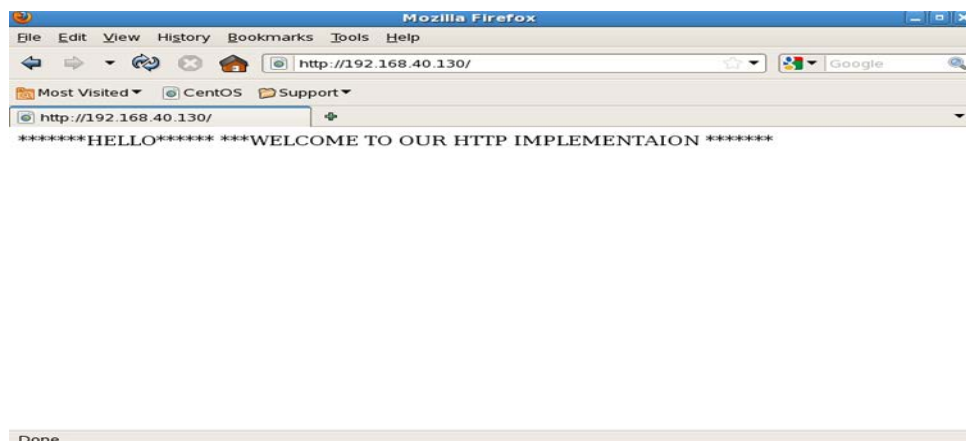 Mozilla Firefox
File Edit View History Bookmarks Tools Help
http://192.168.40.130/ Google
Most Visited CentOS Support
http://192.168.40.130/
*******HELLO****** ***WELCOME TO OUR HTTP IMPLEMENTAION *******
Done